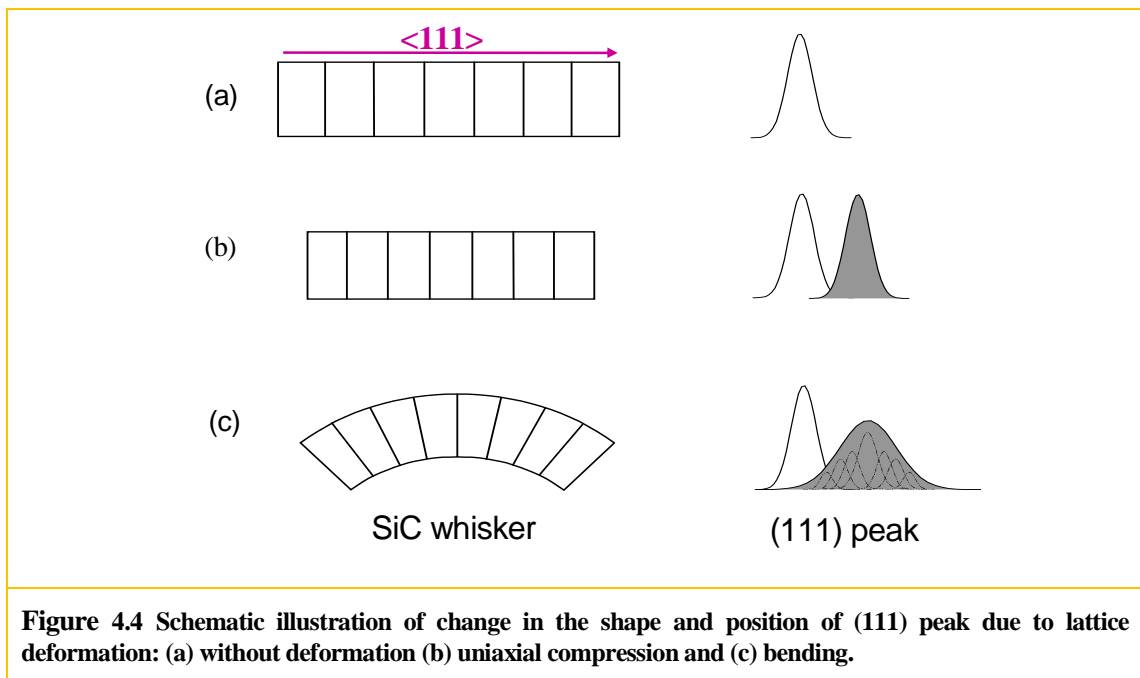 <111>
(a)
(b)
(c)
SiC whisker
(111) peak
Figure 4.4 Schematic illustration of change in the shape and position of (111) peak due to lattice
deformation: (a) without deformation (b) uniaxial compression and (c) bending.